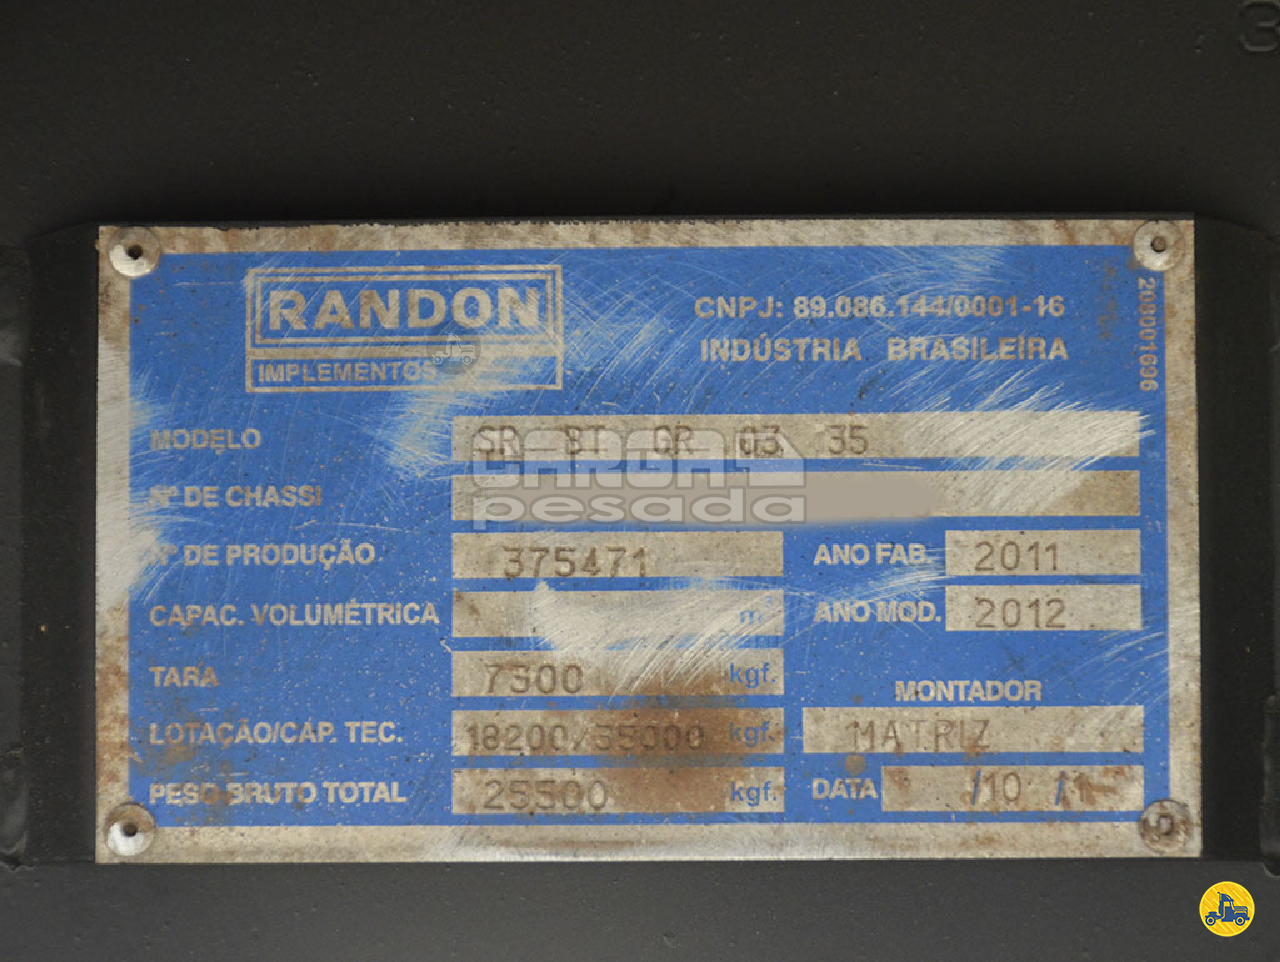 RANDON
IMPLEMENTOS
CNPJ: 89.086.144/0001-16
INDÚSTRIA BRASILEIRA
2080001696
MODELO SR BT GR 03 35
Nº DE CHASSI
CARGA
pesada
Nº DE PRODUÇÃO 375471 ANO FAB. 2011
CAPAC. VOLUMÉTRICA m³ ANO MOD. 2012
TARA 7300 kgf.
MONTADOR
LOTAÇÃO/CAP. TEC. 18200/35000 kgf. MATRIZ
PESO BRUTO TOTAL 25500 kgf. DATA /10 /1